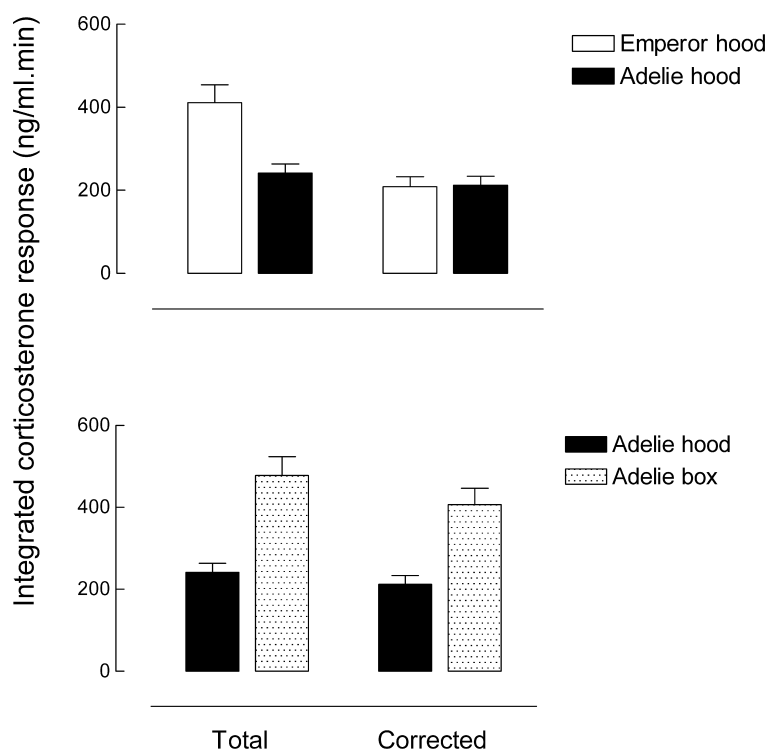 Integrated corticosterone response (ng/ml.min)
600
400
200
0
Emperor hood
Adelie hood
600
400
200
0
Adelie hood
Adelie box
Total Corrected